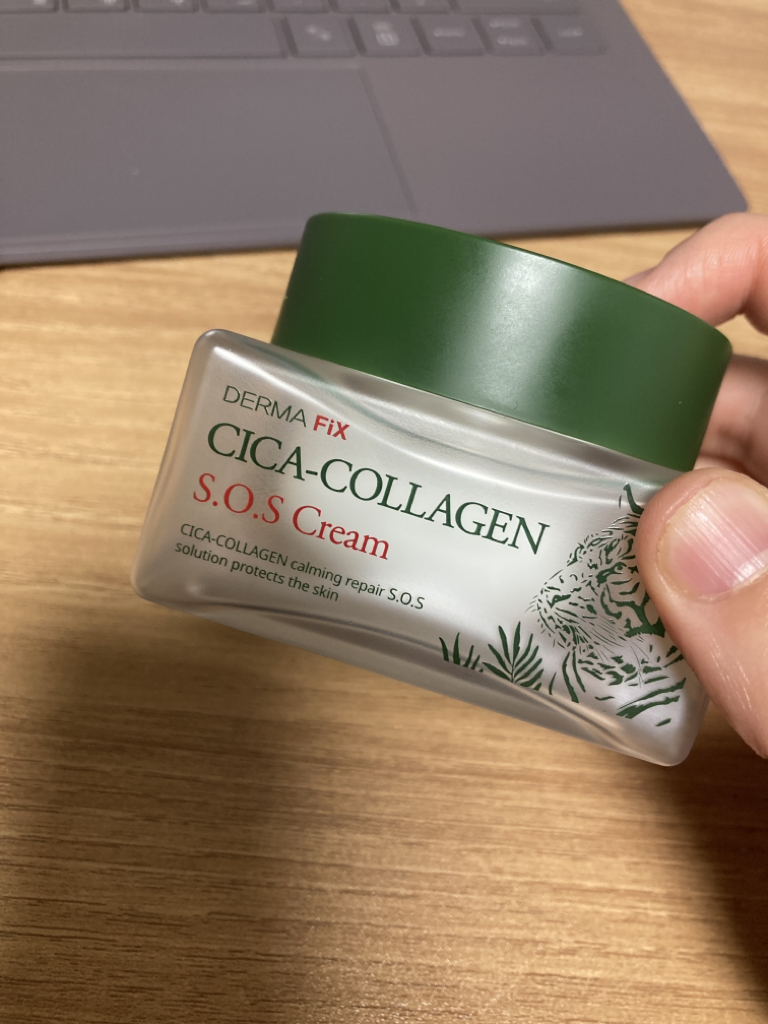 DERMA FiX
CICA-COLLAGEN
S.O.S Cream
CICA-COLLAGEN calming repair S.O.S
solution protects the skin